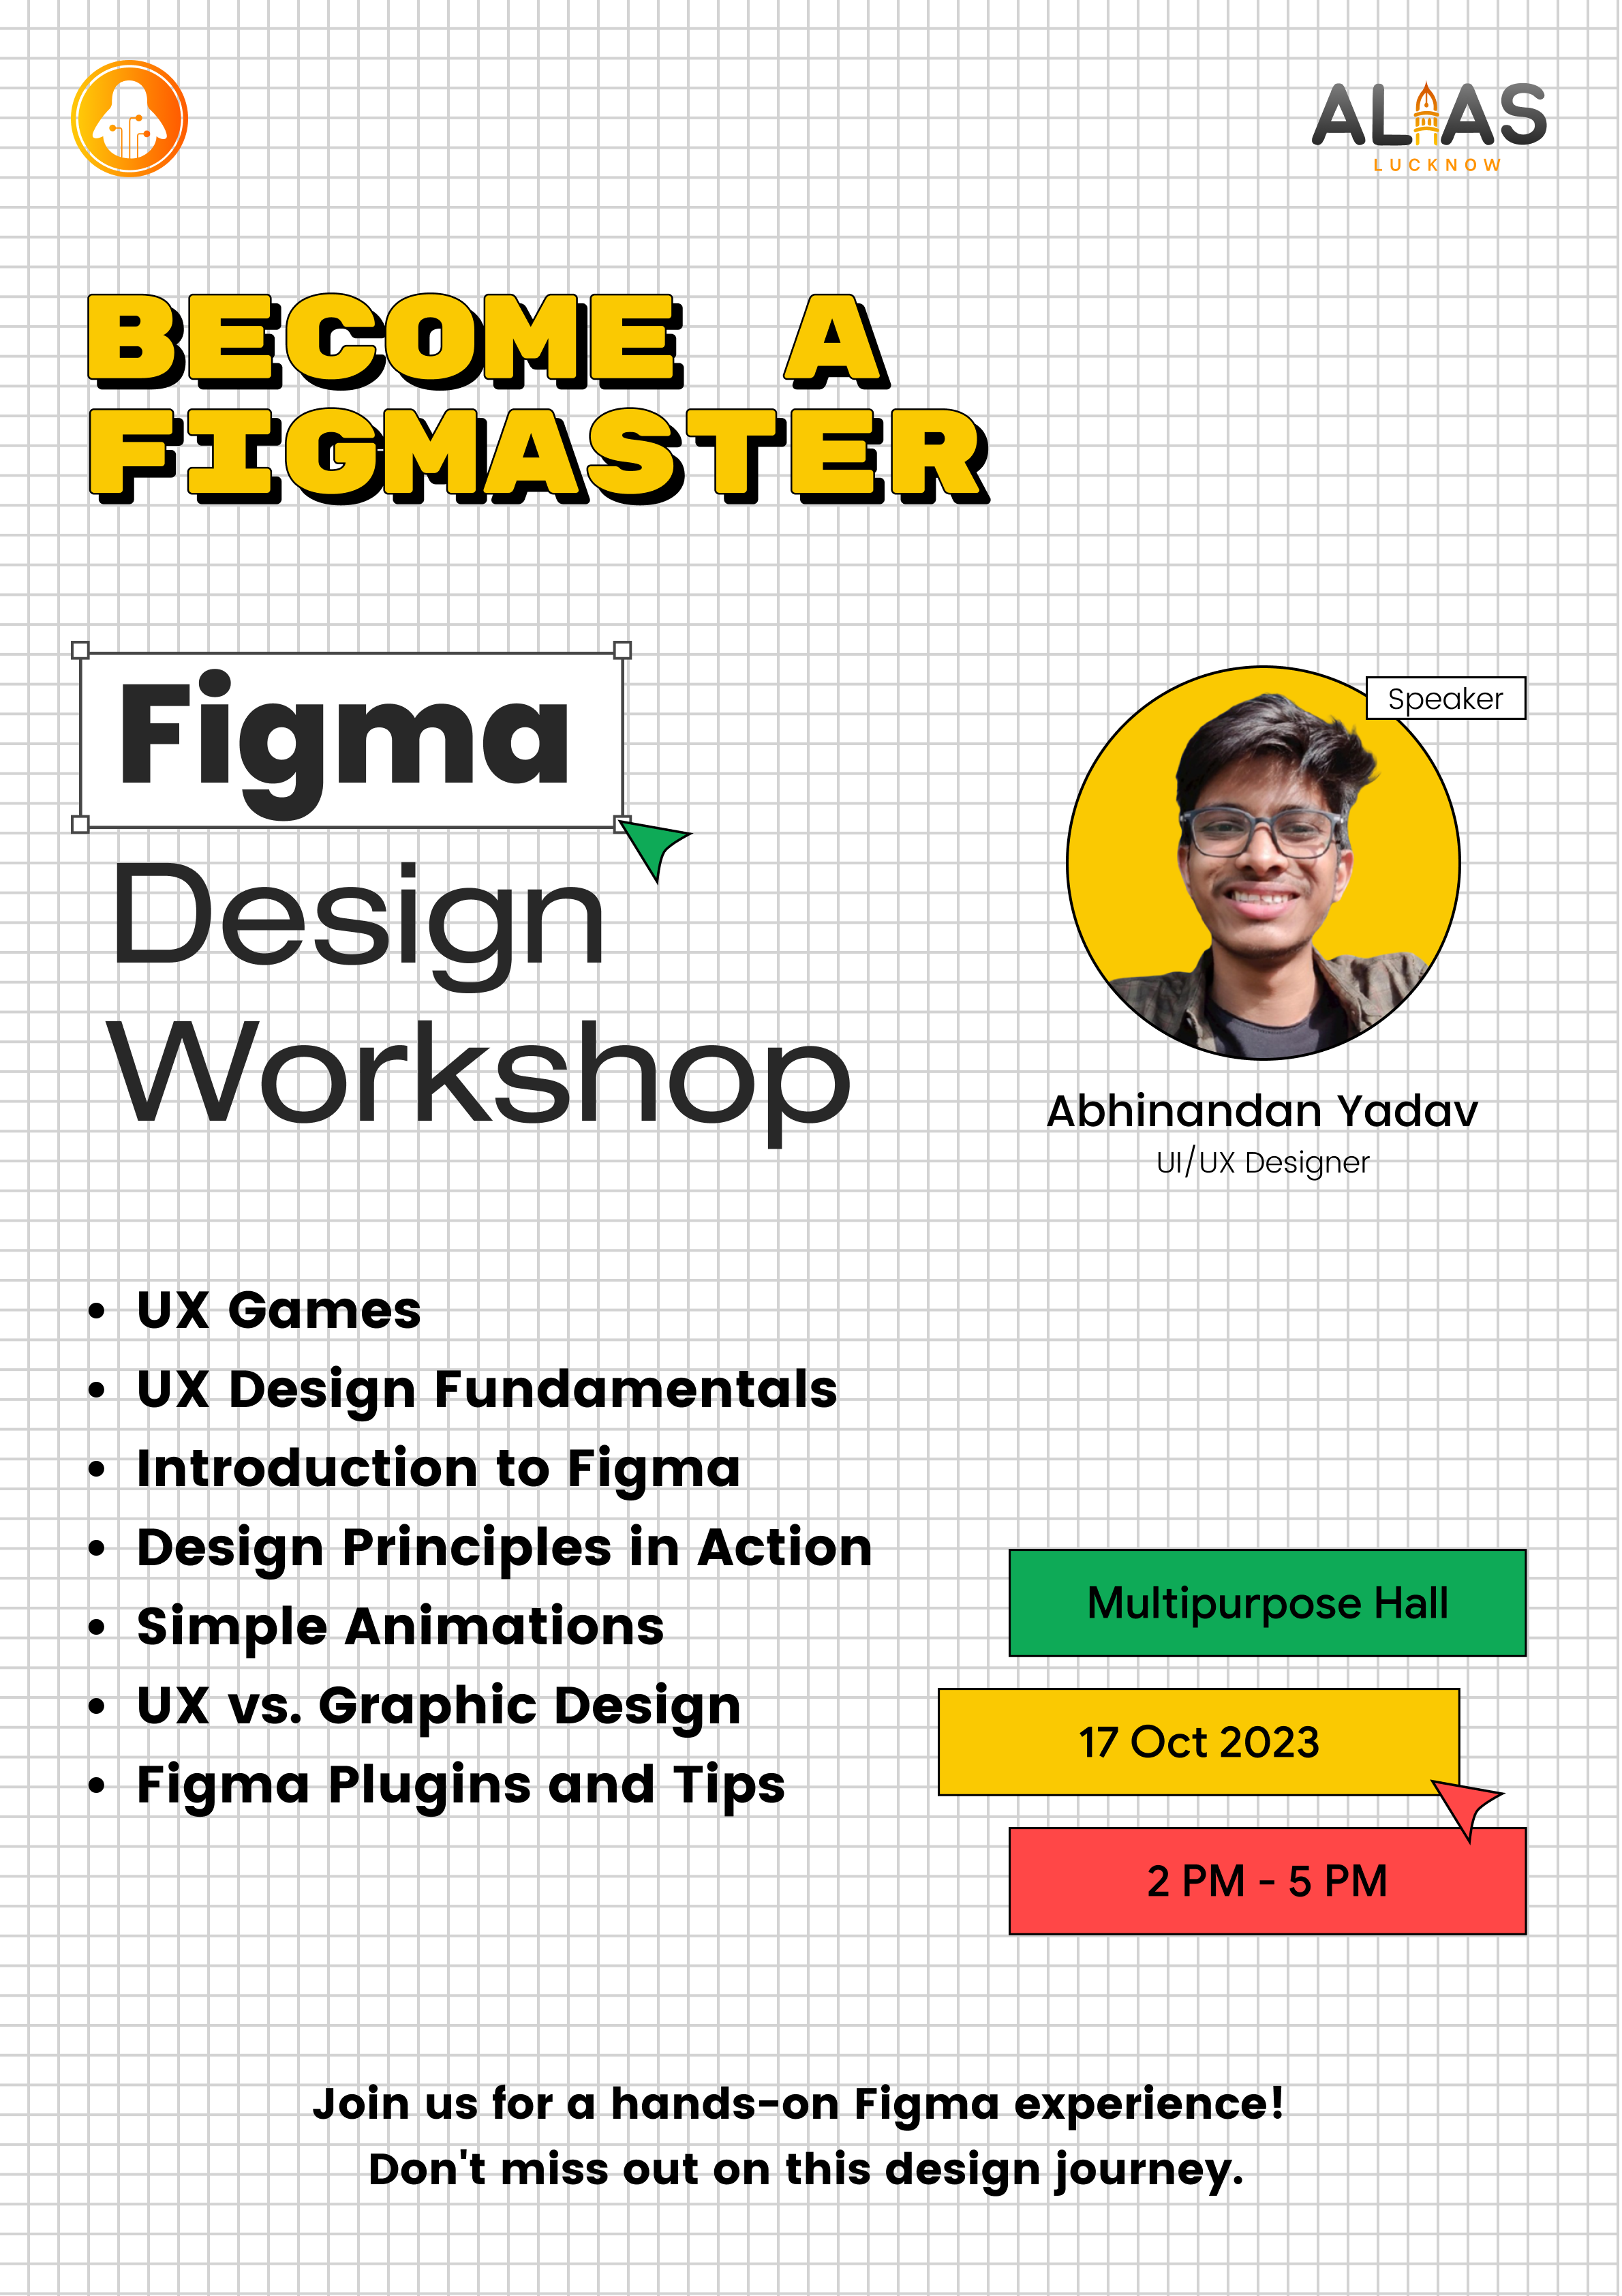 ALIAS
LUCKNOW
BECOME A
FIGMASTER
Figma
Design
Workshop
Speaker
Abhinandan Yadav
UI/UX Designer
• UX Games
• UX Design Fundamentals
• Introduction to Figma
• Design Principles in Action
• Simple Animations
• UX vs. Graphic Design
• Figma Plugins and Tips
Multipurpose Hall
17 Oct 2023
2 PM - 5 PM
Join us for a hands-on Figma experience!
Don't miss out on this design journey.